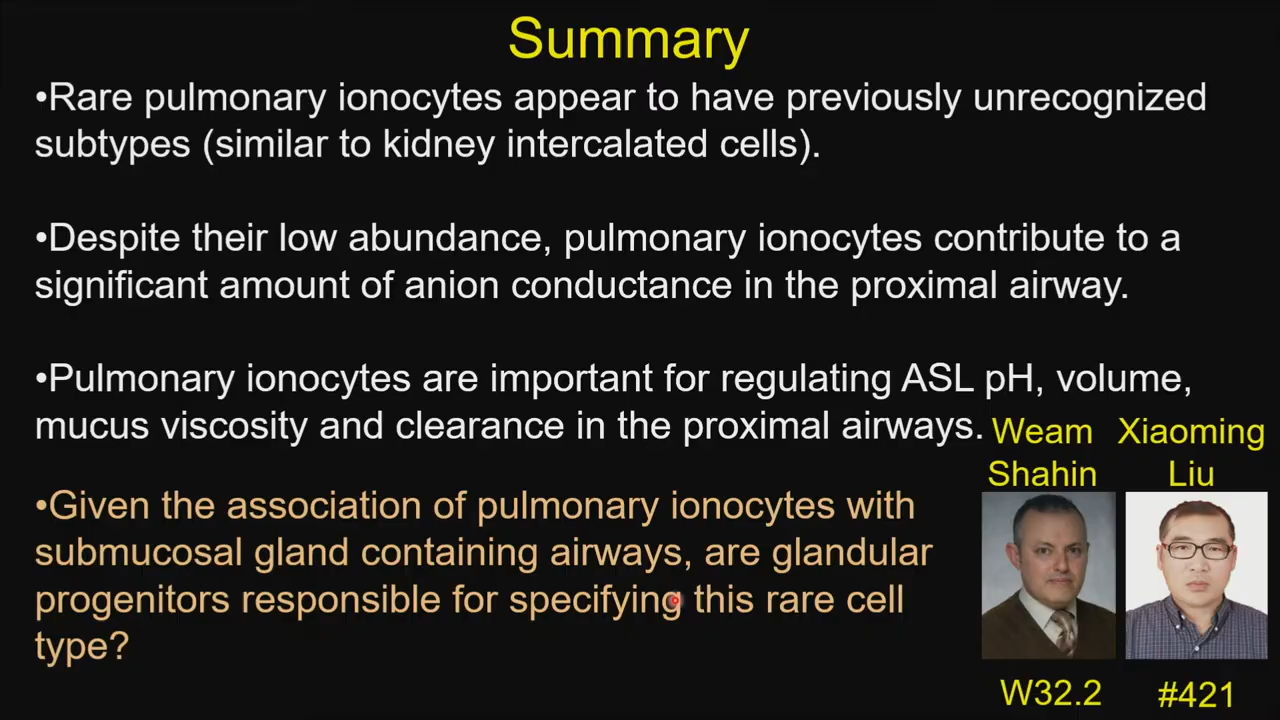 Summary
•Rare pulmonary ionocytes appear to have previously unrecognized
subtypes (similar to kidney intercalated cells).
•Despite their low abundance, pulmonary ionocytes contribute to a
significant amount of anion conductance in the proximal airway.
•Pulmonary ionocytes are important for regulating ASL pH, volume,
mucus viscosity and clearance in the proximal airways.
•Given the association of pulmonary ionocytes with
submucosal gland containing airways, are glandular
progenitors responsible for specifying this rare cell
type?
Weam
Shahin
W32.2
Xiaoming
Liu
#421